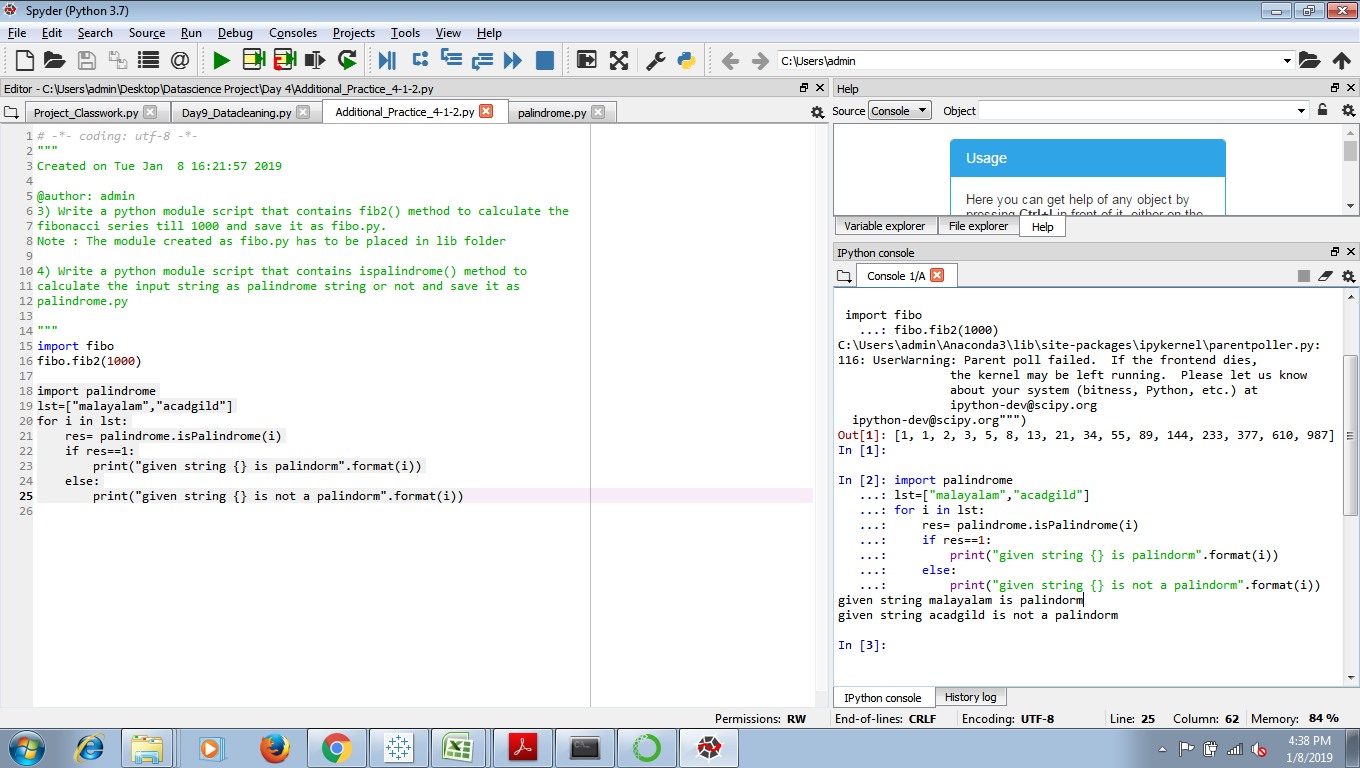 Spyder (Python 3.7)
File Edit Search Source Run Debug Consoles Projects Tools View Help
C:\Users\admin
Editor - C:\Users\admin\Desktop\Datascience Project\Day 4\Additional_Practice_4-1-2.py
Project_Classwork.py Day9_Datacleaning.py Additional_Practice_4-1-2.py palindrome.py
1 # -*- coding: utf-8 -*-
2 """
3 Created on Tue Jan  8 16:21:57 2019
4
5 @author: admin
6 3) Write a python module script that contains fib2() method to calculate the
7 fibonacci series till 1000 and save it as fibo.py.
8 Note : The module created as fibo.py has to be placed in lib folder
9
10 4) Write a python module script that contains ispalindrome() method to
11 calculate the input string as palindrome string or not and save it as
12 palindrome.py
13
14 """
15 import fibo
16 fibo.fib2(1000)
17
18 import palindrome
19 lst=["malayalam","acadgild"]
20 for i in lst:
21     res= palindrome.isPalindrome(i)
22     if res==1:
23         print("given string {} is palindorm".format(i))
24     else:
25         print("given string {} is not a palindorm".format(i))
26
Help
Source Console Object
Usage
Here you can get help of any object by
pressing Ctrl+I in front of it, either on the
Variable explorer File explorer Help
IPython console
Console 1/A
import fibo
...: fibo.fib2(1000)
C:\Users\admin\Anaconda3\lib\site-packages\ipykernel\parentpoller.py:
116: UserWarning: Parent poll failed.  If the frontend dies,
the kernel may be left running.  Please let us know
about your system (bitness, Python, etc.) at
ipython-dev@scipy.org
ipython-dev@scipy.org""")
Out[1]: [1, 1, 2, 3, 5, 8, 13, 21, 34, 55, 89, 144, 233, 377, 610, 987]
In [1]:
In [2]: import palindrome
...: lst=["malayalam","acadgild"]
...: for i in lst:
...:     res= palindrome.isPalindrome(i)
...:     if res==1:
...:         print("given string {} is palindorm".format(i))
...:     else:
...:         print("given string {} is not a palindorm".format(i))
given string malayalam is palindorm
given string acadgild is not a palindorm
In [3]:
IPython console History log
Permissions: RW End-of-lines: CRLF Encoding: UTF-8 Line: 25 Column: 62 Memory: 84 %
4:38 PM
1/8/2019